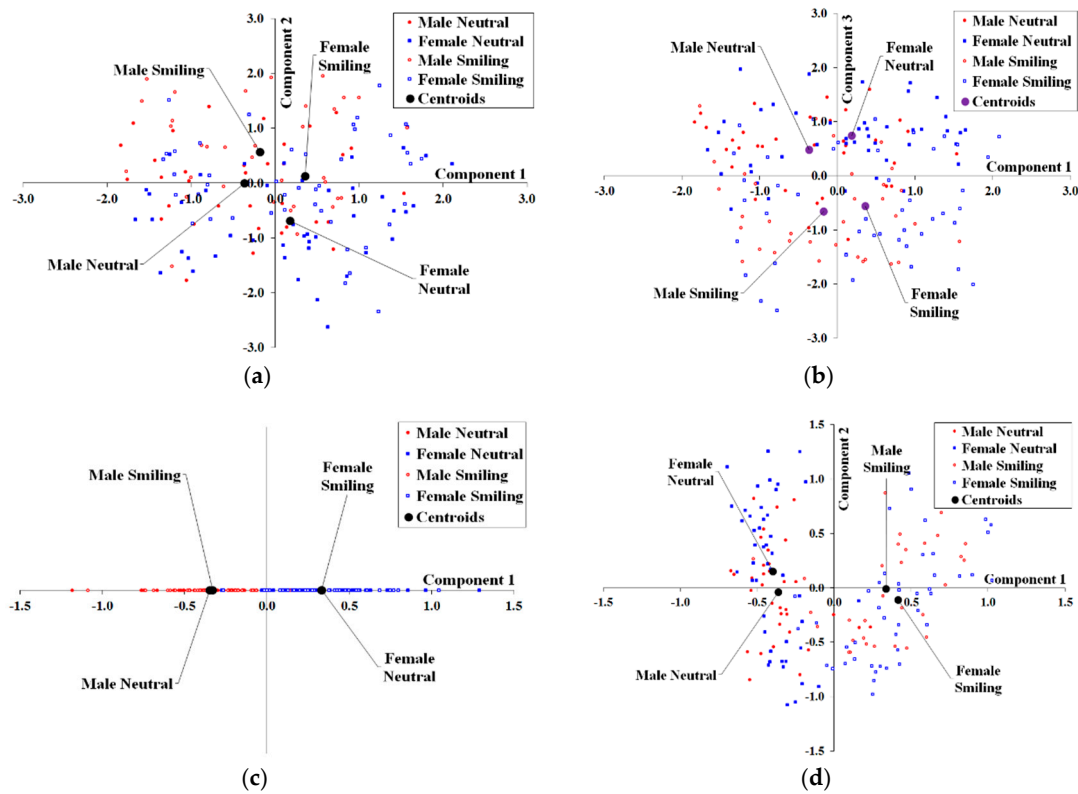 3.0
2.0
1.0
0.0
-1.0
-2.0
-3.0
-3.0
-2.0
-1.0
0.0
1.0
2.0
3.0
Component 2
Component 1
Male Smiling
Female
Smiling
Male Neutral
Female
Neutral
Male Neutral
Female Neutral
Male Smiling
Female Smiling
Centroids
(a)
3.0
2.0
1.0
0.0
-1.0
-2.0
-3.0
-3.0
-2.0
-1.0
0.0
1.0
2.0
3.0
Component 3
Component 1
Male Neutral
Female
Neutral
Male Smiling
Female
Smiling
Male Neutral
Female Neutral
Male Smiling
Female Smiling
Centroids
(b)
Male Smiling
Female
Smiling
Male Neutral
Female
Neutral
Component 1
-1.5
-1.0
-0.5
0.0
0.5
1.0
1.5
Male Neutral
Female Neutral
Male Smiling
Female Smiling
Centroids
(c)
1.5
1.0
0.5
0.0
-0.5
-1.0
-1.5
-1.5
-1.0
-0.5
0.0
0.5
1.0
1.5
Component 2
Component 1
Female
Neutral
Male
Smiling
Male Neutral
Female
Smiling
Male Neutral
Female Neutral
Male Smiling
Female Smiling
Centroids
(d)